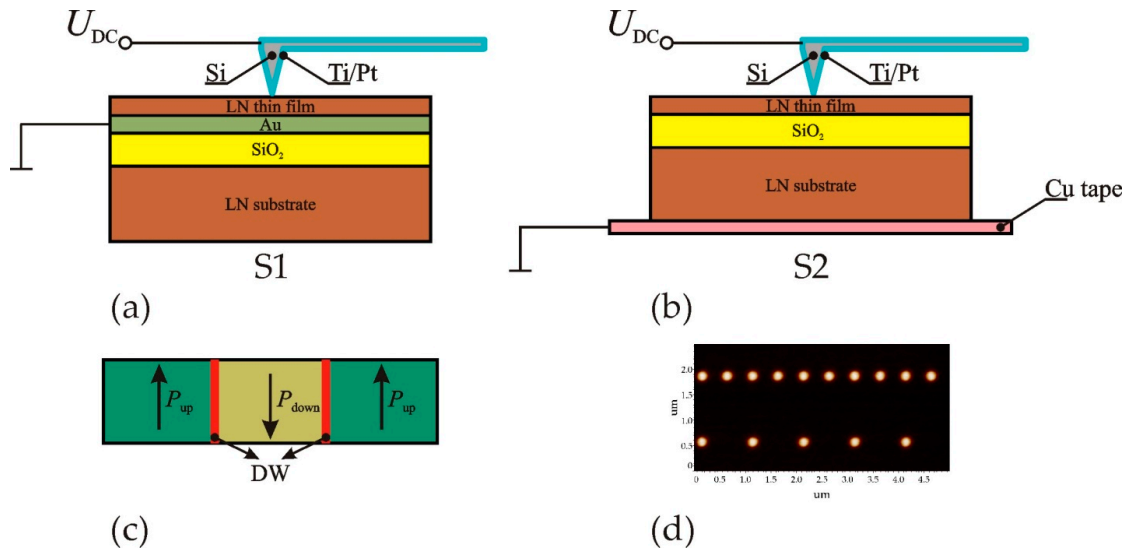 U_DC
Si
Ti/Pt
LN thin film
Au
SiO₂
LN substrate
S1
(a)
U_DC
Si
Ti/Pt
LN thin film
SiO₂
LN substrate
Cu tape
S2
(b)
P_up
P_down
P_up
DW
(c)
um
2.0
1.5
1.0
0.5
0
0 0.5 1.1 1.5 2.0 2.5 3.0 3.5 4.0 4.5
um
(d)